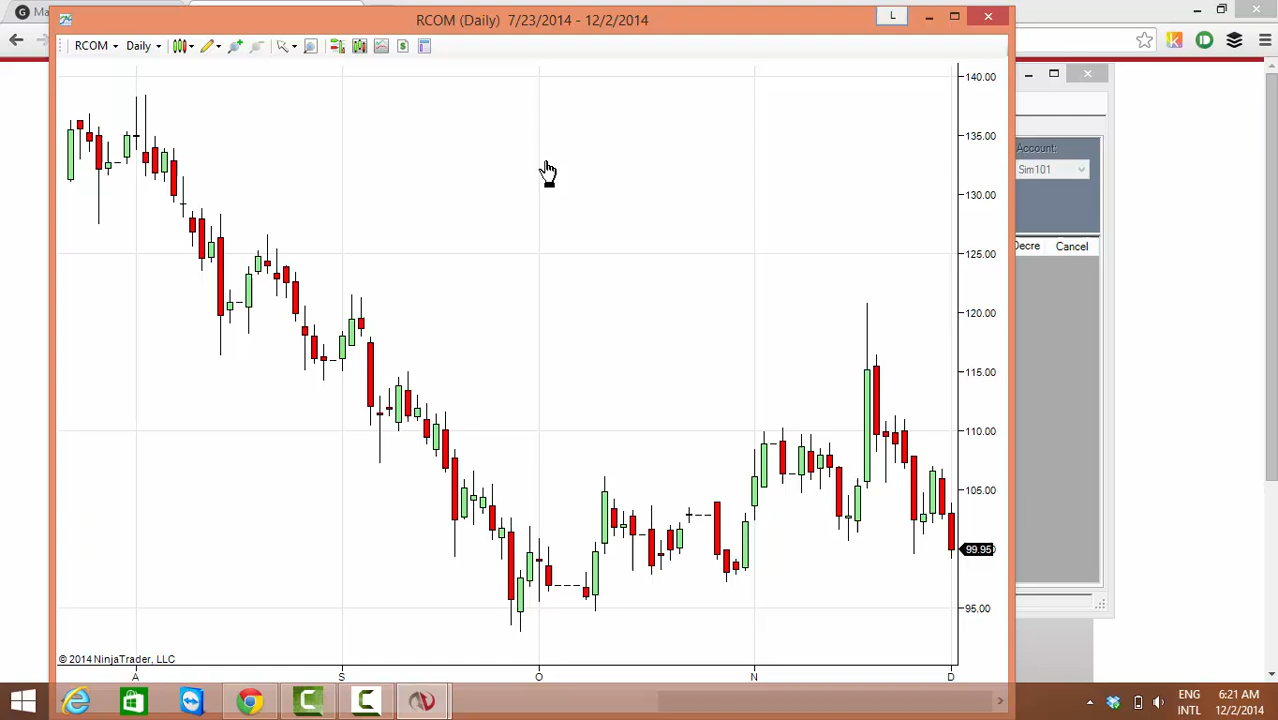 Ma
RCOM (Daily) 7/23/2014 - 12/2/2014
L
RCOM
Daily
140.00
135.00
130.00
125.00
120.00
115.00
110.00
105.00
99.95
95.00
Account:
Sim101
Decre
Cancel
© 2014 NinjaTrader, LLC
A
S
O
N
D
ENG
INTL
6:21 AM
12/2/2014